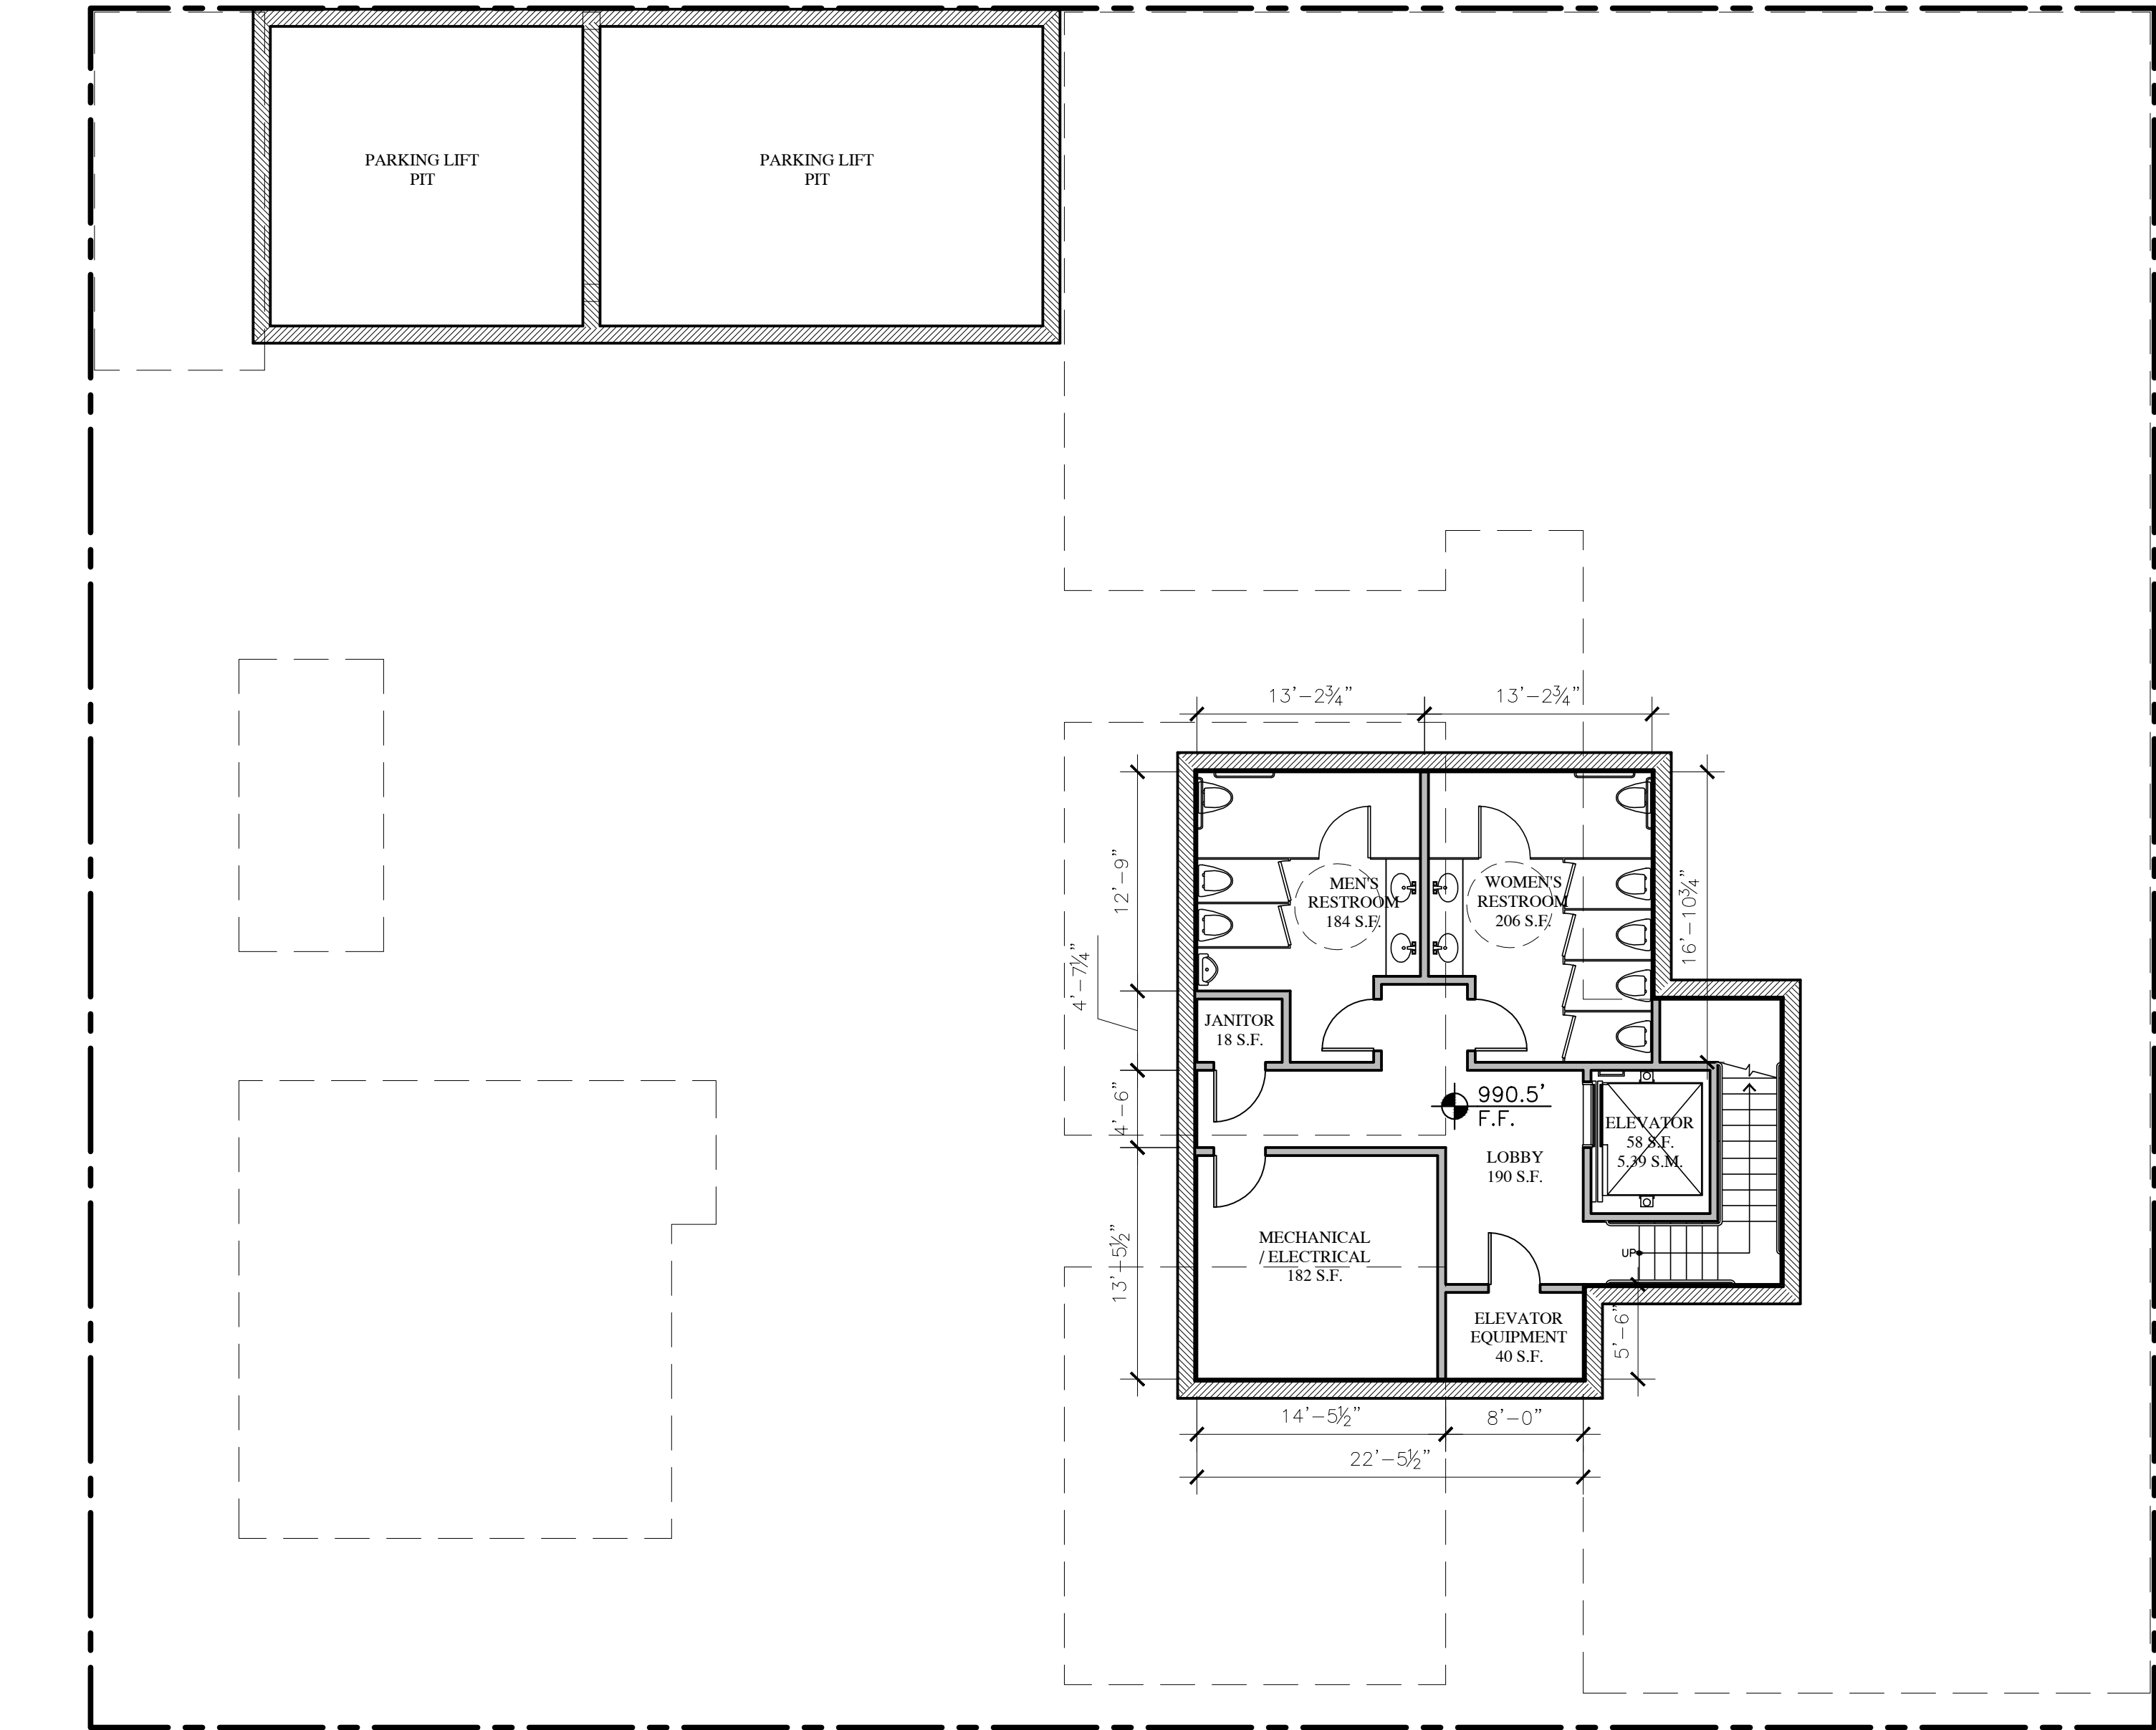 PARKING LIFT
PIT
PARKING LIFT
PIT
13'-2¾"
13'-2¾"
12'-9"
4'-7¼"
4'-6"
13'-5½"
16'-10¾"
MEN'S
RESTROOM
184 S.F.
WOMEN'S
RESTROOM
206 S.F.
JANITOR
18 S.F.
990.5'
F.F.
LOBBY
190 S.F.
ELEVATOR
58 S.F.
5.39 S.M.
UP
MECHANICAL
/ ELECTRICAL
182 S.F.
ELEVATOR
EQUIPMENT
40 S.F.
5'-6"
14'-5½"
8'-0"
22'-5½"